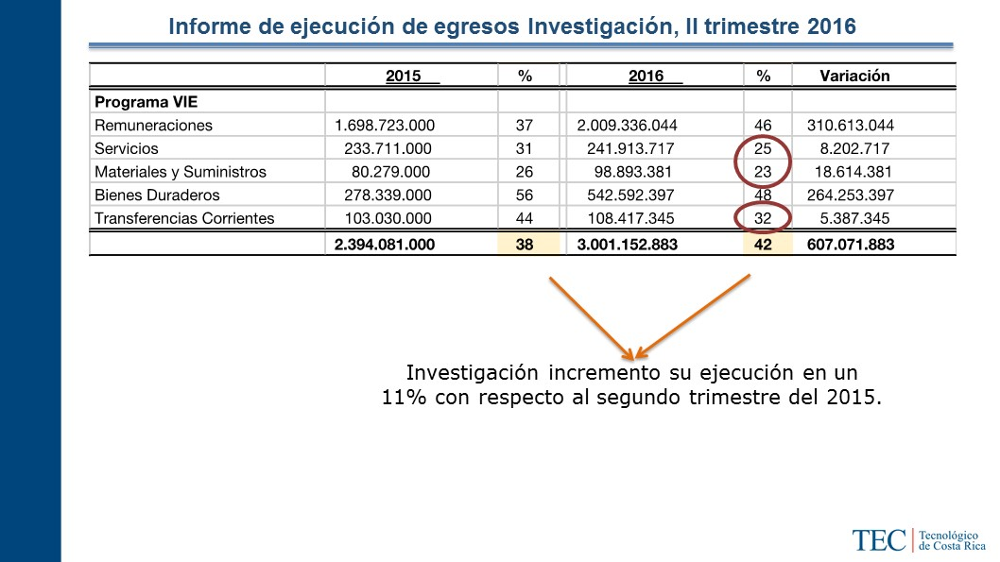 Informe de ejecución de egresos Investigación, II trimestre 2016
2015 % 2016 % Variación
Programa VIE
Remuneraciones 1.698.723.000 37 2.009.336.044 46 310.613.044
Servicios 233.711.000 31 241.913.717 25 8.202.717
Materiales y Suministros 80.279.000 26 98.893.381 23 18.614.381
Bienes Duraderos 278.339.000 56 542.592.397 48 264.253.397
Transferencias Corrientes 103.030.000 44 108.417.345 32 5.387.345
2.394.081.000 38 3.001.152.883 42 607.071.883
Investigación incremento su ejecución en un
11% con respecto al segundo trimestre del 2015.
TEC | Tecnológico
de Costa Rica